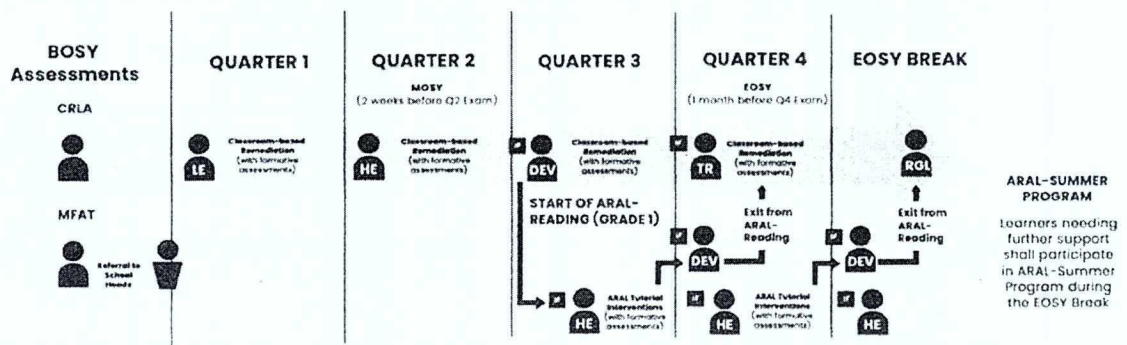 BOSY
Assessments
CRLA
MFAT
Referral to
School
Heads
QUARTER 1
LE
Classroom-based
Remediation
(with formative
assessments)
QUARTER 2
MOSY
(2 weeks before Q2 Exam)
HE
Classroom-based
Remediation
(with formative
assessments)
QUARTER 3
DEV
Classroom-based
Remediation
(with formative
assessments)
START OF ARAL-
READING (GRADE 1)
HE
ARAL Tutorial
Interventions
(with formative
assessments)
QUARTER 4
EOSY
(1 month before Q4 Exam)
TR
Classroom-based
Remediation
(with formative
assessments)
Exit from
ARAL-
Reading
DEV
HE
ARAL Tutorial
Interventions
(with formative
assessments)
EOSY BREAK
RGL
Exit from
ARAL-
Reading
DEV
HE
ARAL-SUMMER
PROGRAM
Learners needing
further support
shall participate
in ARAL-Summer
Program during
the EOSY Break